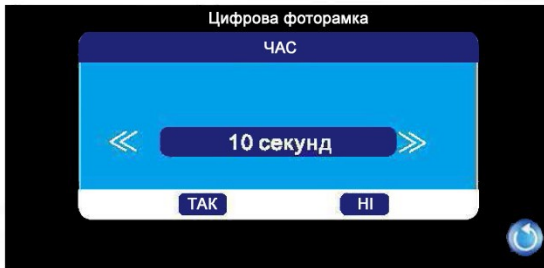 Цифрова фоторамка
ЧАС
10 секунд
ТАК
НІ